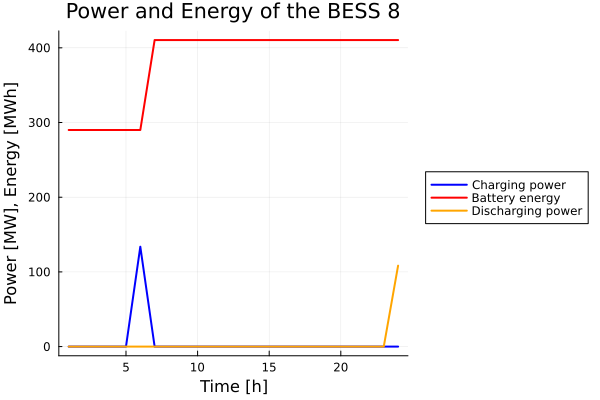 Power and Energy of the BESS 8
Power [MW], Energy [MWh]
400
300
200
100
0
5 10 15 20
Time [h]
Charging power
Battery energy
Discharging power